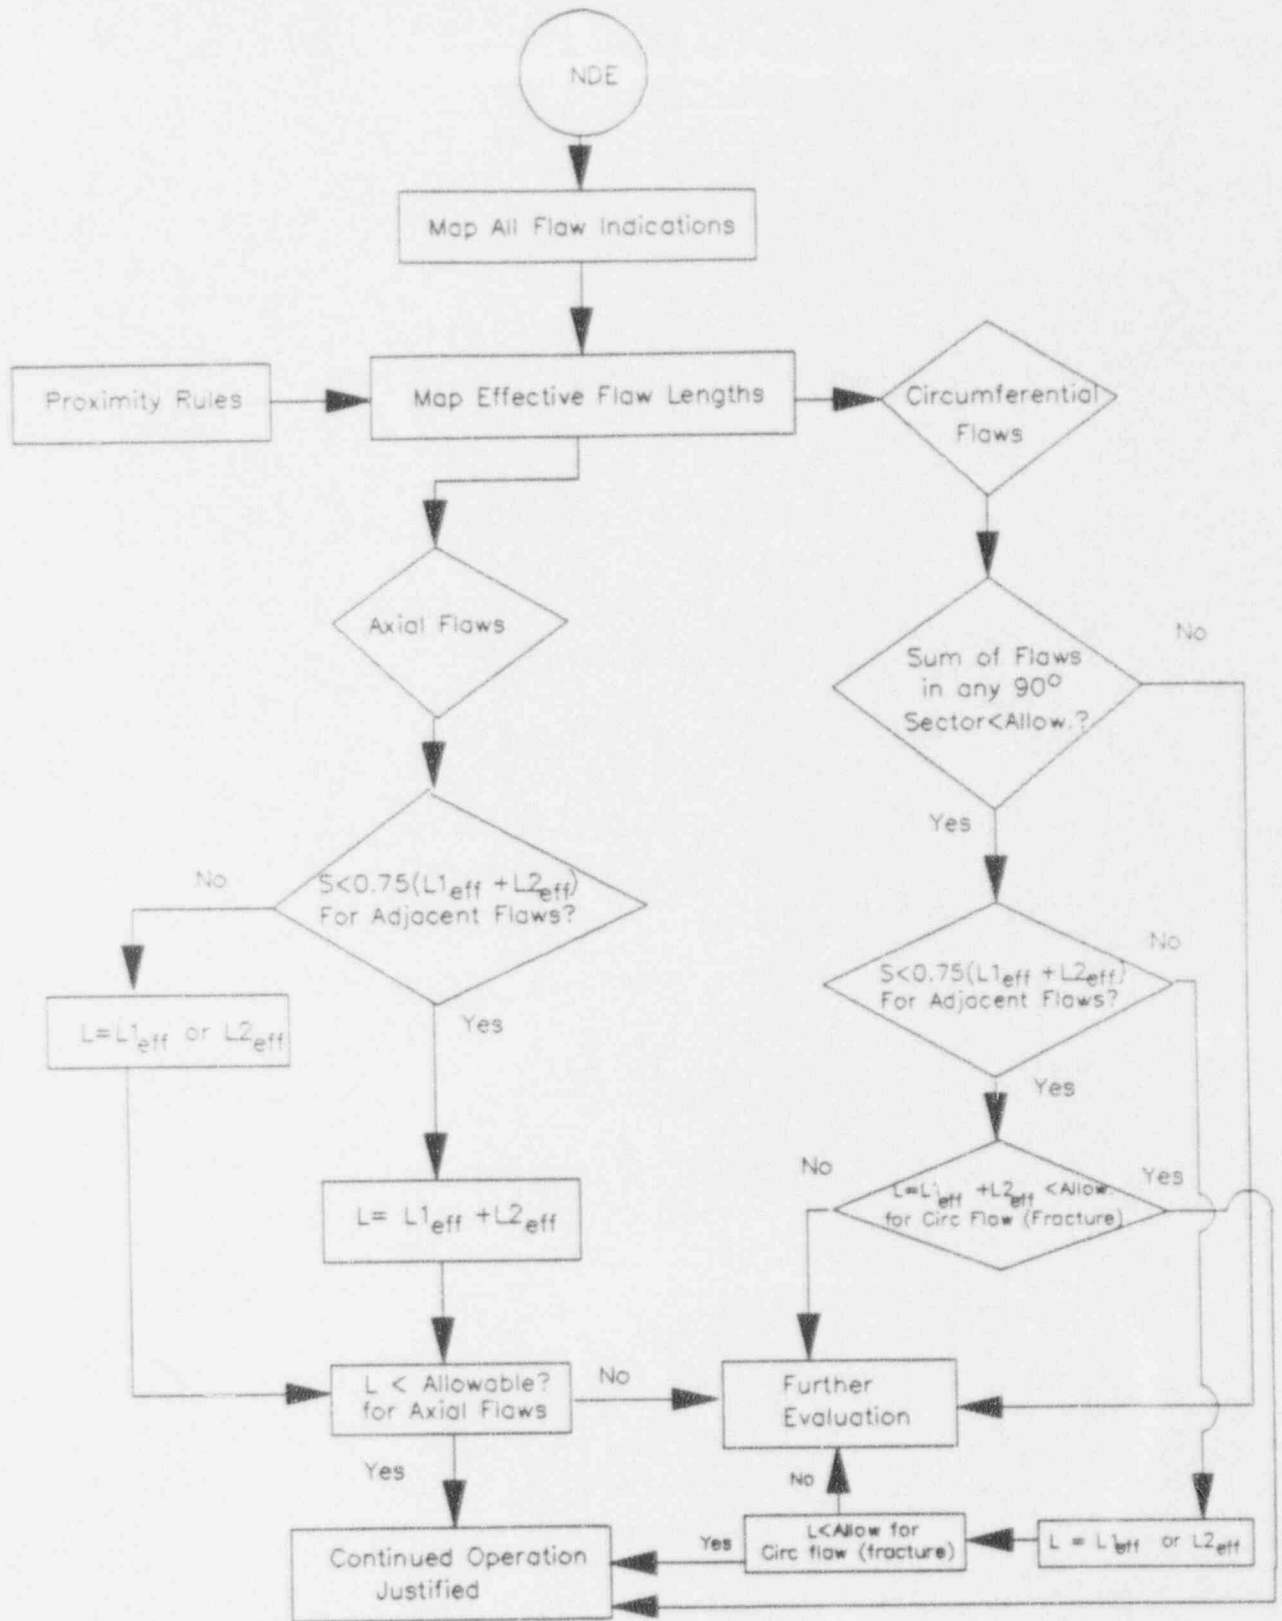 NDE
Map All Flaw Indications
Proximity Rules
Map Effective Flaw Lengths
Circumferential
Flaws
Axial Flaws
Sum of Flaws
in any 90°
Sector<Allow.?
No
Yes
No
S<0.75(L1eff +L2eff)
For Adjacent Flaws?
Yes
L=L1eff or L2eff
S<0.75(L1eff +L2eff)
For Adjacent Flaws?
No
Yes
L= L1eff +L2eff
No
L=L1eff +L2eff <Allow.
for Circ Flow (Fracture)
Yes
L < Allowable?
for Axial Flaws
No
Further
Evaluation
Yes
No
Continued Operation
Justified
Yes
L<Allow for
Circ flow (fracture)
L = L1eff or L2eff